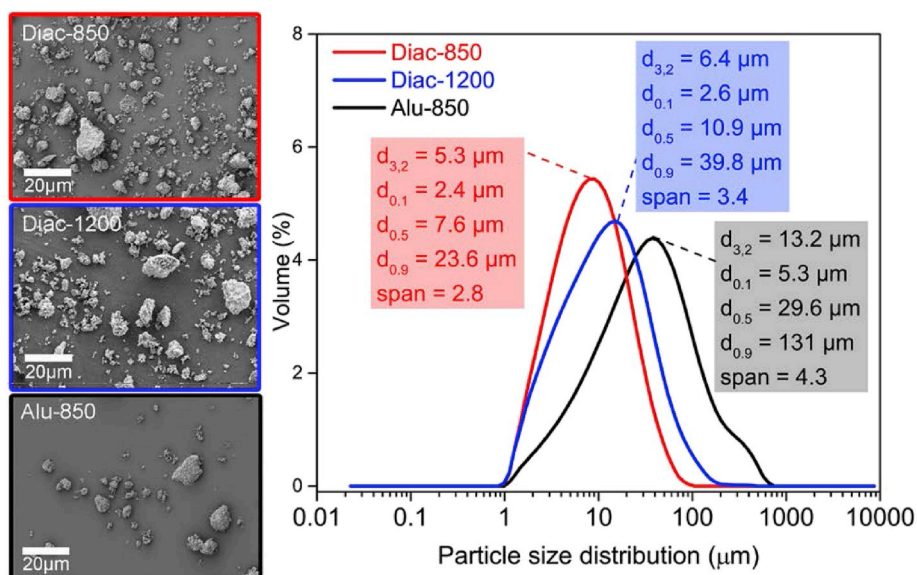 Diac-850
20µm
Diac-1200
20µm
Alu-850
20µm
8
6
4
2
0
Volume (%)
Diac-850
Diac-1200
Alu-850
d3,2 = 5.3 µm
d0.1 = 2.4 µm
d0.5 = 7.6 µm
d0.9 = 23.6 µm
span = 2.8
d3,2 = 6.4 µm
d0.1 = 2.6 µm
d0.5 = 10.9 µm
d0.9 = 39.8 µm
span = 3.4
d3,2 = 13.2 µm
d0.1 = 5.3 µm
d0.5 = 29.6 µm
d0.9 = 131 µm
span = 4.3
0.01 0.1 1 10 100 1000 10000
Particle size distribution (µm)